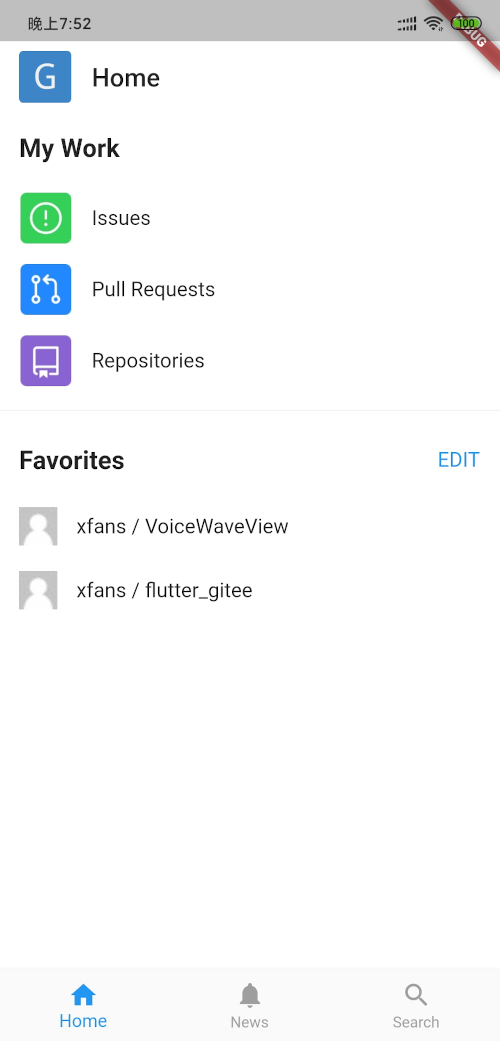 晚上7:52
100
DEBUG
G
Home
My Work
Issues
Pull Requests
Repositories
Favorites
EDIT
xfans / VoiceWaveView
xfans / flutter_gitee
Home
News
Search